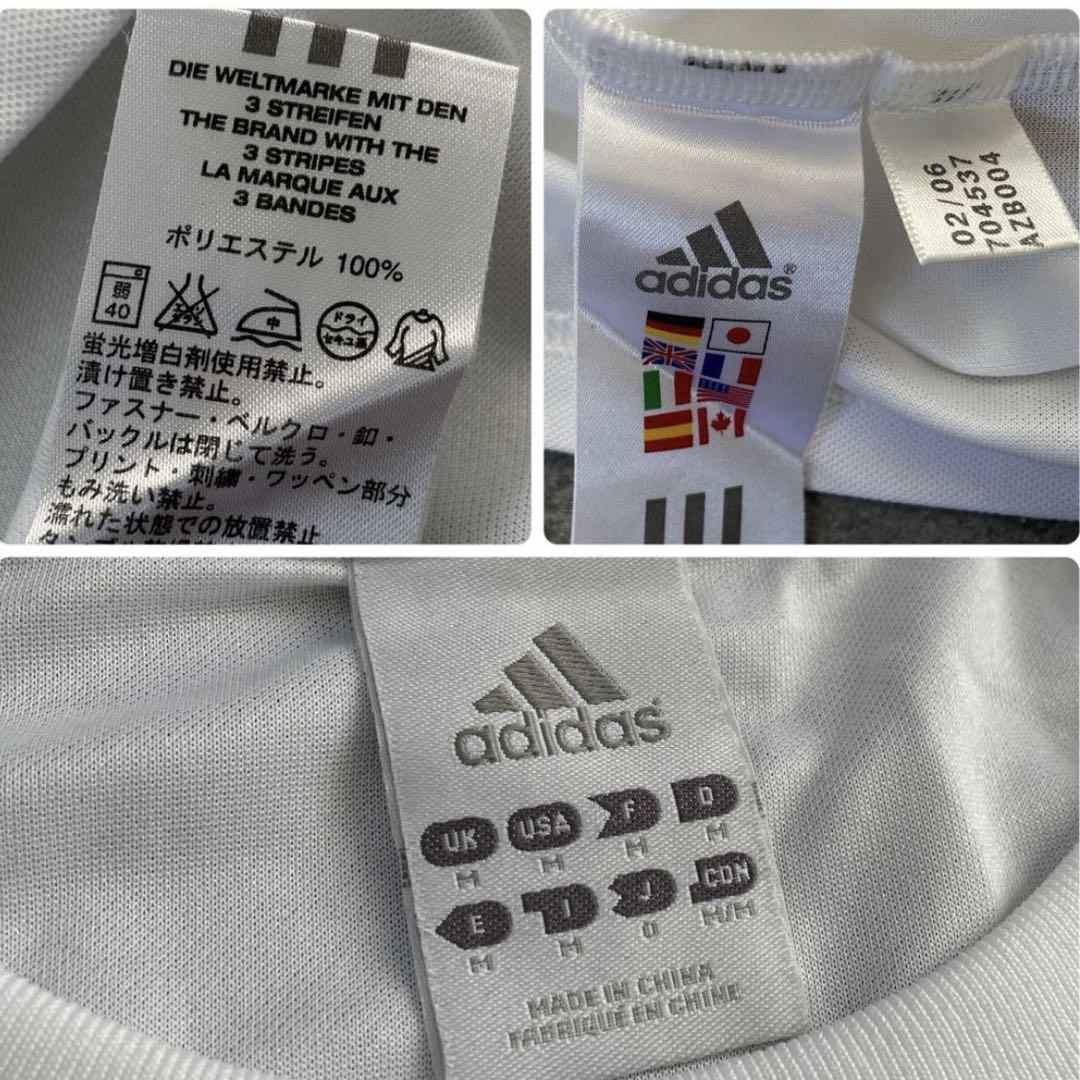 DIE WELTMARKE MIT DEN
3 STREIFEN
THE BRAND WITH THE
3 STRIPES
LA MARQUE AUX
3 BANDES
ポリエステル 100%
弱
40
中
ドライ
セキユ系
蛍光増白剤使用禁止。
漬け置き禁止。
ファスナー・ベルクロ・釦・
バックルは閉じて洗う。
プリント・刺繍・ワッペン部分
もみ洗い禁止。
濡れた状態での放置禁止
adidas®
02/06
704537
AZB004
adidas
UK USA F D
M M M M
E I J CDN
M M O M/M
MADE IN CHINA
FABRIQUÉ EN CHINE